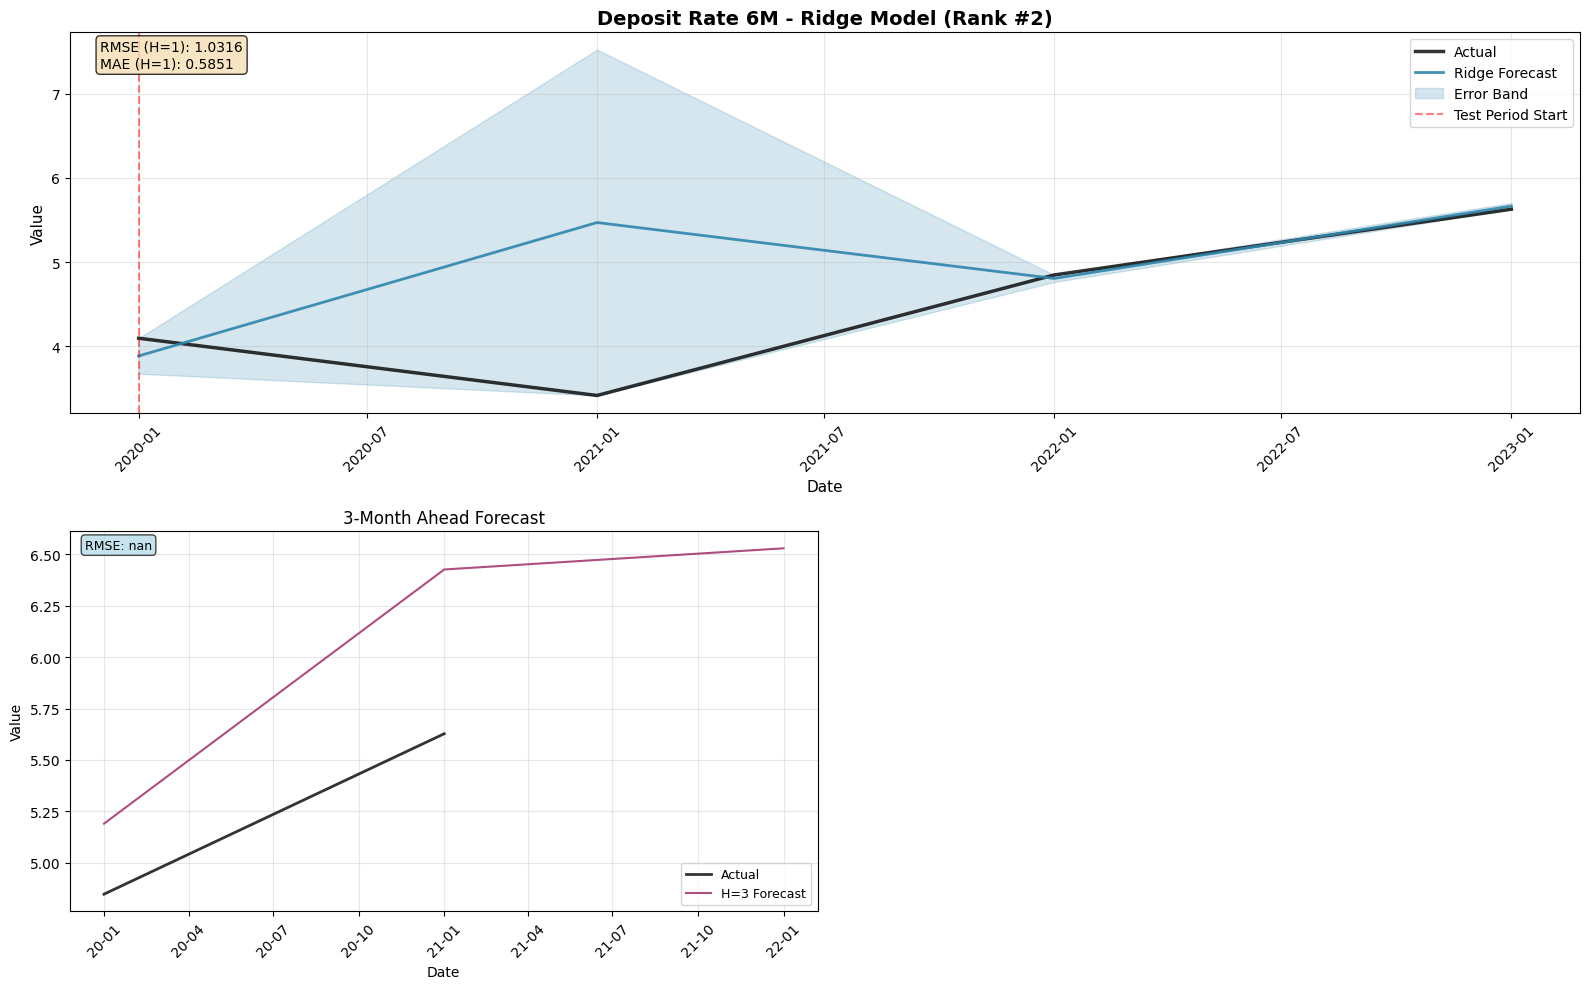 Deposit Rate 6M - Ridge Model (Rank #2)
RMSE (H=1): 1.0316
MAE (H=1): 0.5851
Actual
Ridge Forecast
Error Band
Test Period Start
Value
7
6
5
4
2020-01
2020-07
2021-01
2021-07
2022-01
2022-07
2023-01
Date
3-Month Ahead Forecast
RMSE: nan
Value
6.50
6.25
6.00
5.75
5.50
5.25
5.00
Actual
H=3 Forecast
20-01
20-04
20-07
20-10
21-01
21-04
21-07
21-10
22-01
Date